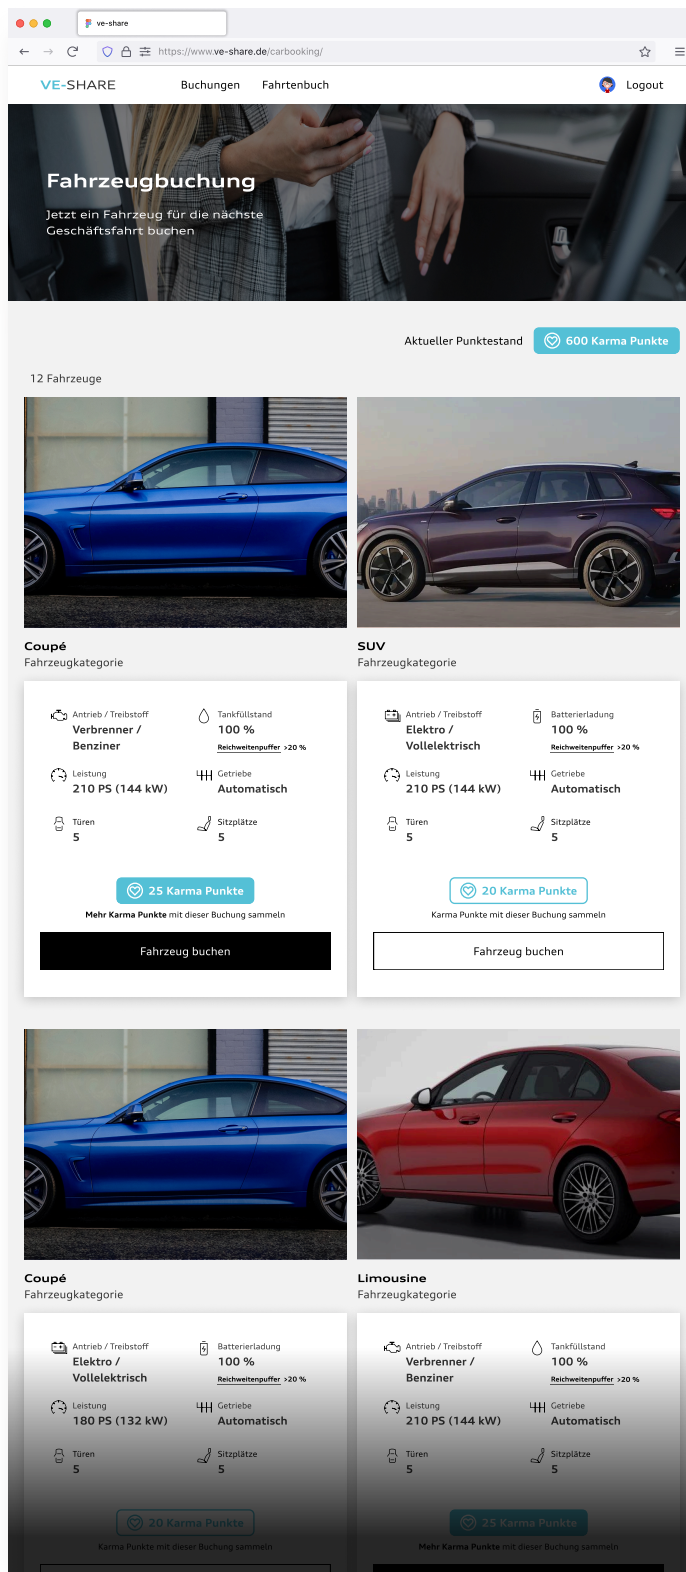 ve-share
https://www.ve-share.de/carbooking/
VE-SHARE Buchungen Fahrtenbuch Logout
Fahrzeugbuchung
Jetzt ein Fahrzeug für die nächste
Geschäftsfahrt buchen
Aktueller Punktestand 600 Karma Punkte
12 Fahrzeuge
Coupé
Fahrzeugkategorie
Antrieb / Treibstoff Tankfüllstand
Verbrenner / 100 %
Benziner Reichweitenpuffer >20 %
Leistung Getriebe
210 PS (144 kW) Automatisch
Türen Sitzplätze
5 5
25 Karma Punkte
Mehr Karma Punkte mit dieser Buchung sammeln
Fahrzeug buchen
SUV
Fahrzeugkategorie
Antrieb / Treibstoff Batterieladung
Elektro / 100 %
Vollelektrisch Reichweitenpuffer >20 %
Leistung Getriebe
210 PS (144 kW) Automatisch
Türen Sitzplätze
5 5
20 Karma Punkte
Karma Punkte mit dieser Buchung sammeln
Fahrzeug buchen
Coupé
Fahrzeugkategorie
Antrieb / Treibstoff Batterieladung
Elektro / 100 %
Vollelektrisch Reichweitenpuffer >20 %
Leistung Getriebe
180 PS (132 kW) Automatisch
Türen Sitzplätze
5 5
20 Karma Punkte
Karma Punkte mit dieser Buchung sammeln
Limousine
Fahrzeugkategorie
Antrieb / Treibstoff Tankfüllstand
Verbrenner / 100 %
Benziner Reichweitenpuffer >20 %
Leistung Getriebe
210 PS (144 kW) Automatisch
Türen Sitzplätze
5 5
25 Karma Punkte
Mehr Karma Punkte mit dieser Buchung sammeln